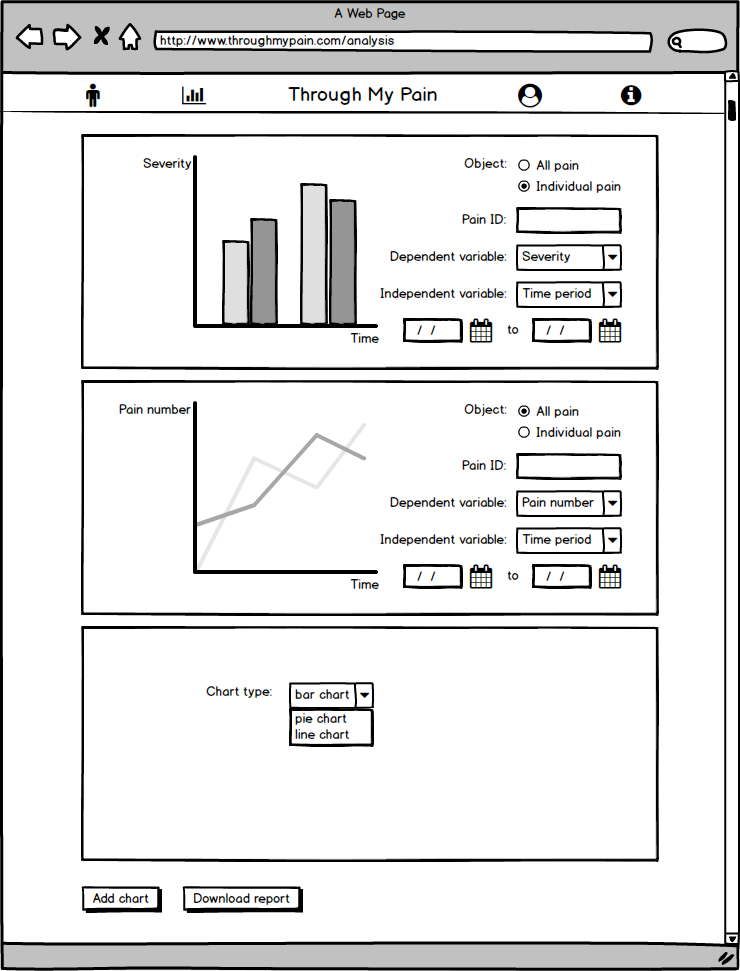 A Web Page
http://www.throughmypain.com/analysis
Through My Pain
Severity
Time
Object:
All pain
Individual pain
Pain ID:
Dependent variable: Severity
Independent variable: Time period
/ / to / /
Pain number
Time
Object:
All pain
Individual pain
Pain ID:
Dependent variable: Pain number
Independent variable: Time period
/ / to / /
Chart type: bar chart
pie chart
line chart
Add chart
Download report